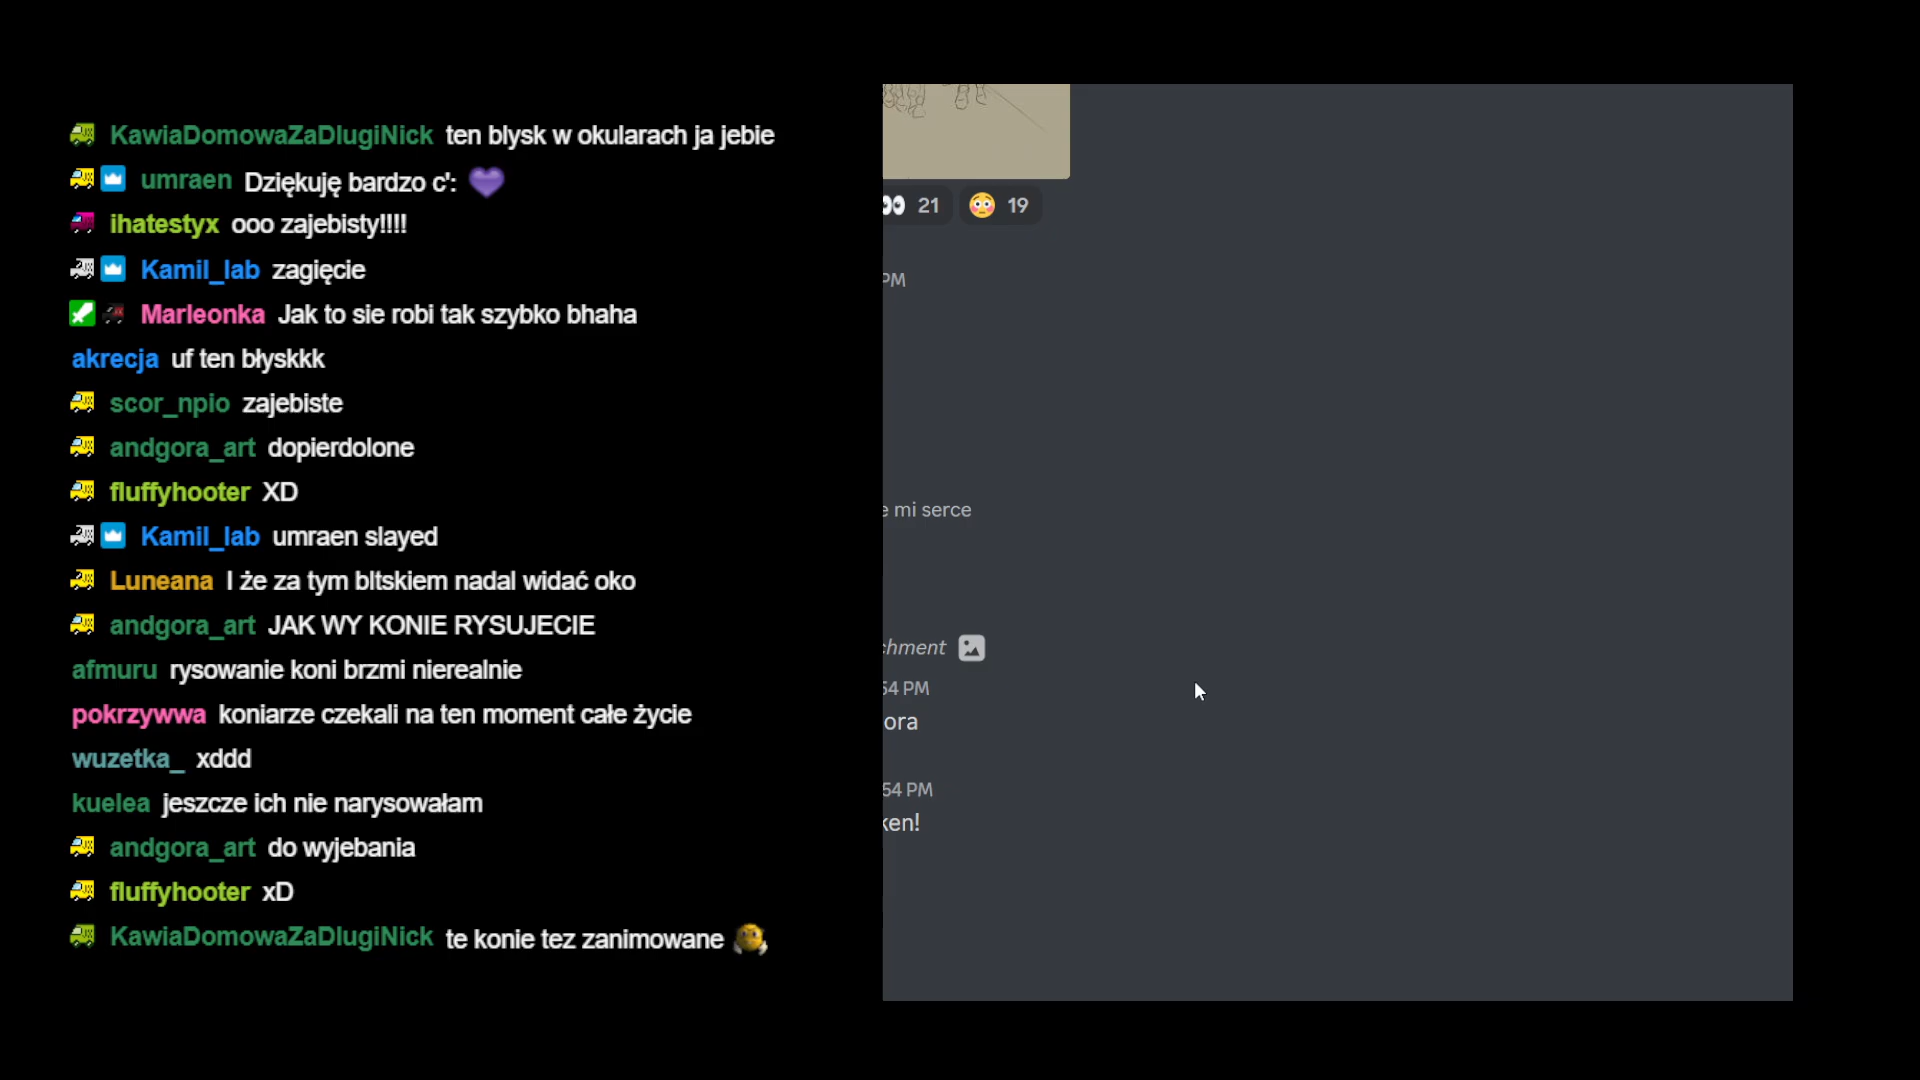 KawiaDomowaZaDlugiNick ten blysk w okularach ja jebie
umraen Dziękuję bardzo c': 💜
ihatestyx ooo zajebisty!!!!
Kamil_lab zagięcie
Marleonka Jak to sie robi tak szybko bhaha
akrecja uf ten błyskkk
scor_npio zajebiste
andgora_art dopierdolone
fluffyhooter XD
Kamil_lab umraen slayed
Luneana I że za tym bltskiem nadal widać oko
andgora_art JAK WY KONIE RYSUJECIE
afmuru rysowanie koni brzmi nierealnie
pokrzywwa koniarze czekali na ten moment całe życie
wuzetka_ xddd
kuelea jeszcze ich nie narysowałam
andgora_art do wyjebania
fluffyhooter xD
KawiaDomowaZaDlugiNick te konie tez zanimowane
21 19
PM
e mi serce
chment
54 PM
ora
54 PM
ken!